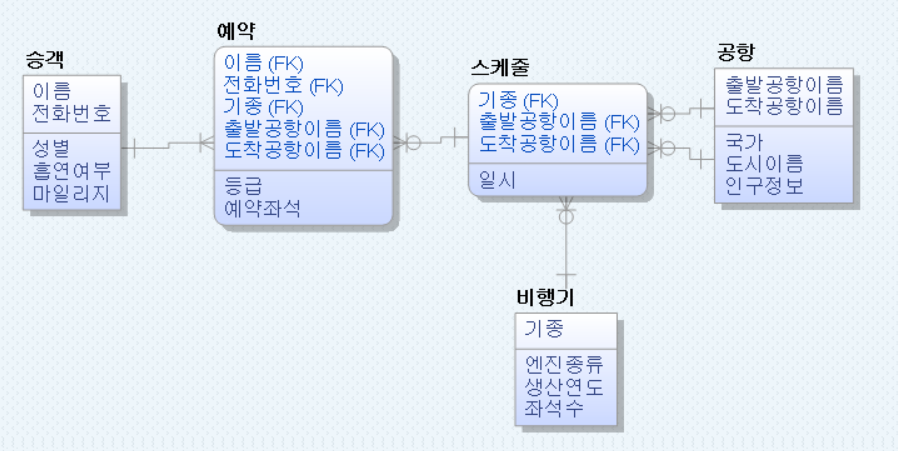 승객
이름
전화번호
성별
흡연여부
마일리지
예약
이름 (FK)
전화번호 (FK)
기종 (FK)
출발공항이름 (FK)
도착공항이름 (FK)
등급
예약좌석
스케줄
기종 (FK)
출발공항이름 (FK)
도착공항이름 (FK)
일시
공항
출발공항이름
도착공항이름
국가
도시이름
인구정보
비행기
기종
엔진종류
생산연도
좌석수